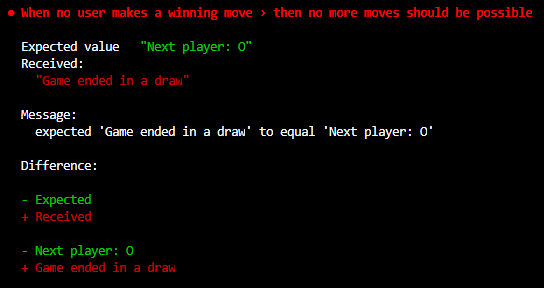 ● When no user makes a winning move › then no more moves should be possible
Expected value "Next player: O"
Received:
"Game ended in a draw"
Message:
expected 'Game ended in a draw' to equal 'Next player: O'
Difference:
- Expected
+ Received
- Next player: O
+ Game ended in a draw